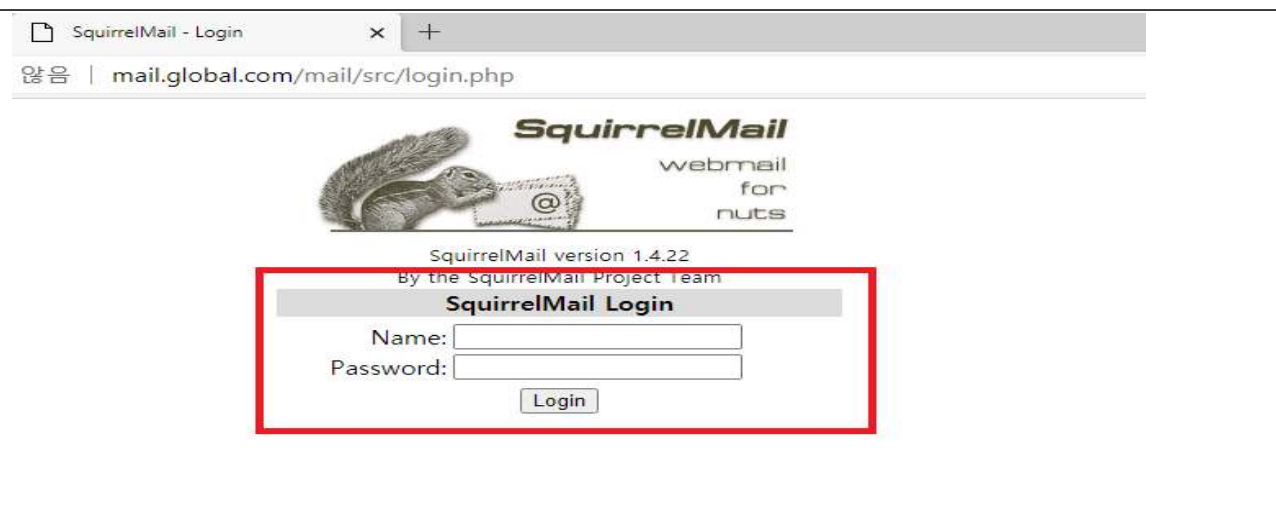 SquirrelMail - Login
않음 | mail.global.com/mail/src/login.php
SquirrelMail
webmail
for
nuts
@
SquirrelMail version 1.4.22
By the SquirrelMail Project Team
SquirrelMail Login
Name:
Password:
Login